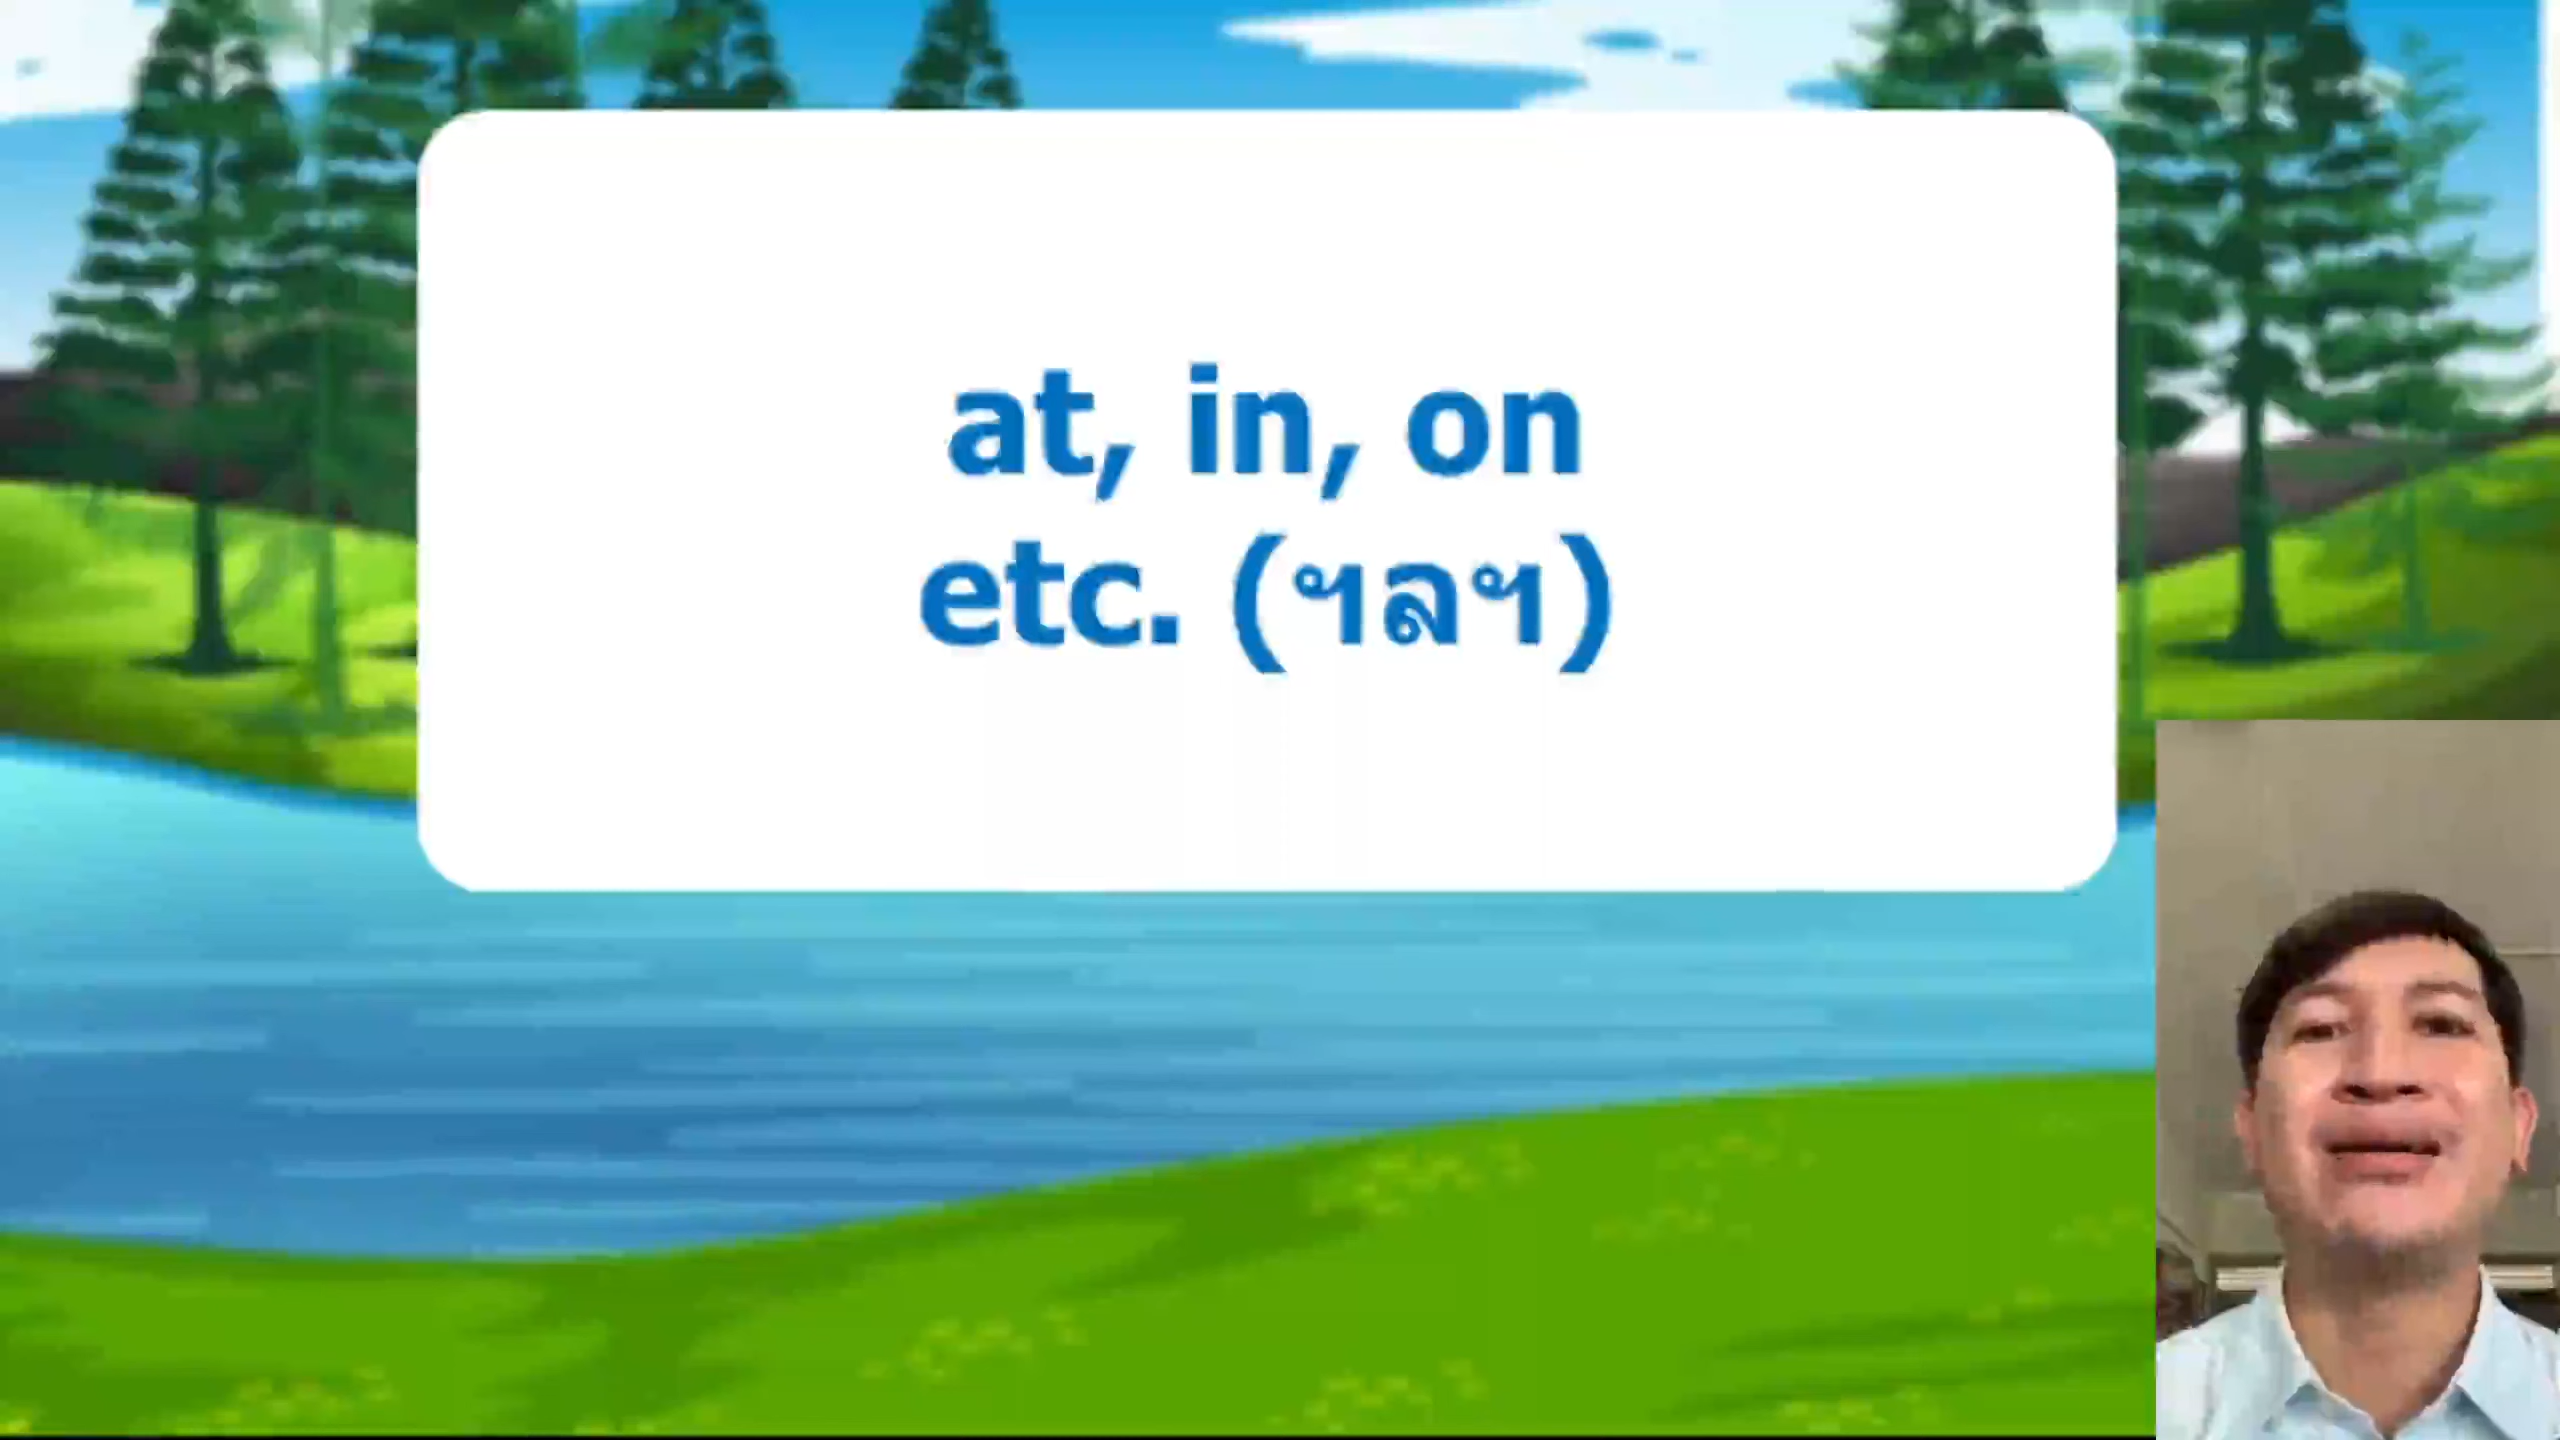 at, in, on
etc. (ฯลฯ)